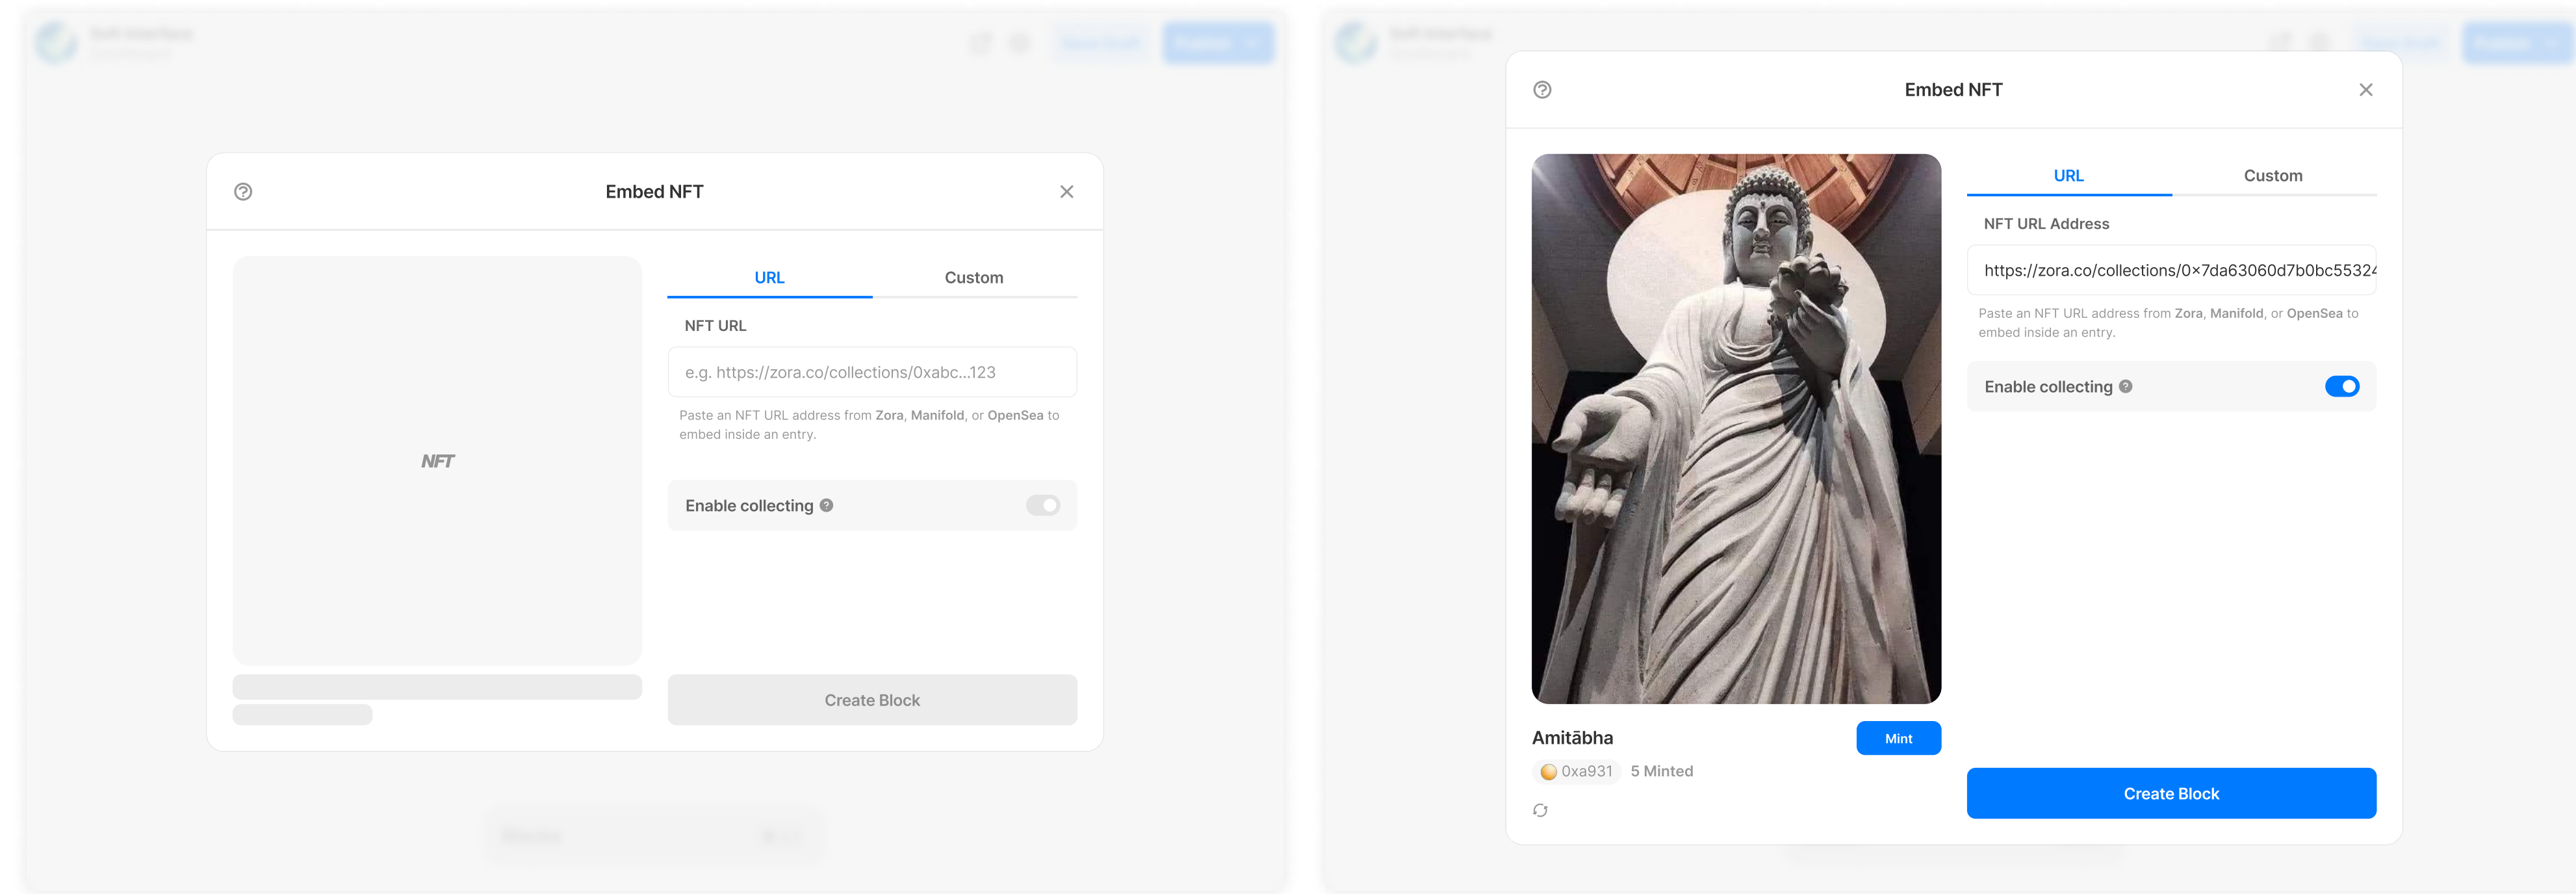 Embed NFT
NFT
URL
Custom
NFT URL
e.g. https://zora.co/collections/0xabc...123
Paste an NFT URL address from Zora, Manifold, or OpenSea to
embed inside an entry.
Enable collecting
Create Block
Embed NFT
Amitābha
Mint
0xa931
5 Minted
URL
Custom
NFT URL Address
https://zora.co/collections/0×7da63060d7b0bc55324
Paste an NFT URL address from Zora, Manifold, or OpenSea to
embed inside an entry.
Enable collecting
Create Block